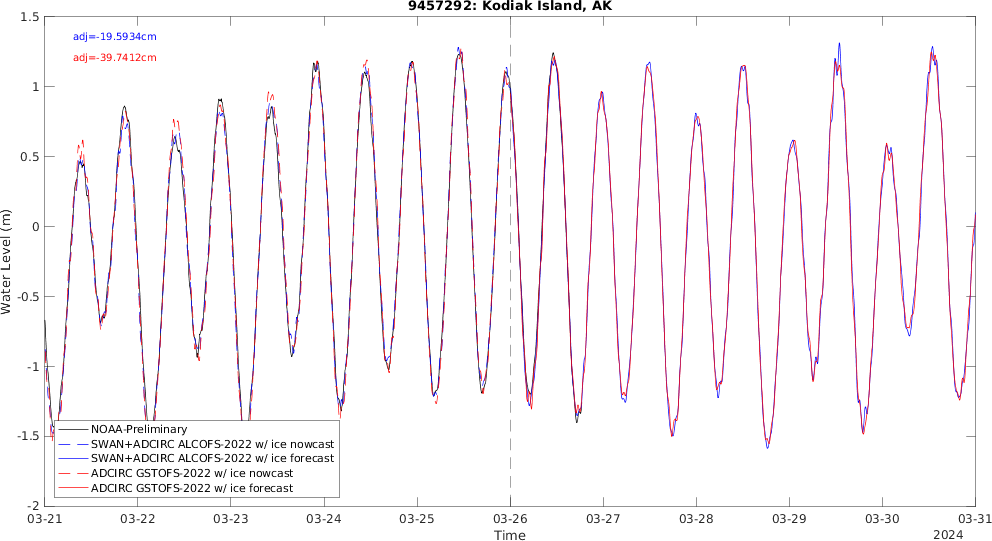 9457292: Kodiak Island, AK
adj=-19.5934cm
adj=-39.7412cm
Water Level (m)
1.5
1
0.5
0
-0.5
-1
-1.5
-2
NOAA-Preliminary
SWAN+ADCIRC ALCOFS-2022 w/ ice nowcast
SWAN+ADCIRC ALCOFS-2022 w/ ice forecast
ADCIRC GSTOFS-2022 w/ ice nowcast
ADCIRC GSTOFS-2022 w/ ice forecast
03-21 03-22 03-23 03-24 03-25 03-26 03-27 03-28 03-29 03-30 03-31
Time
2024